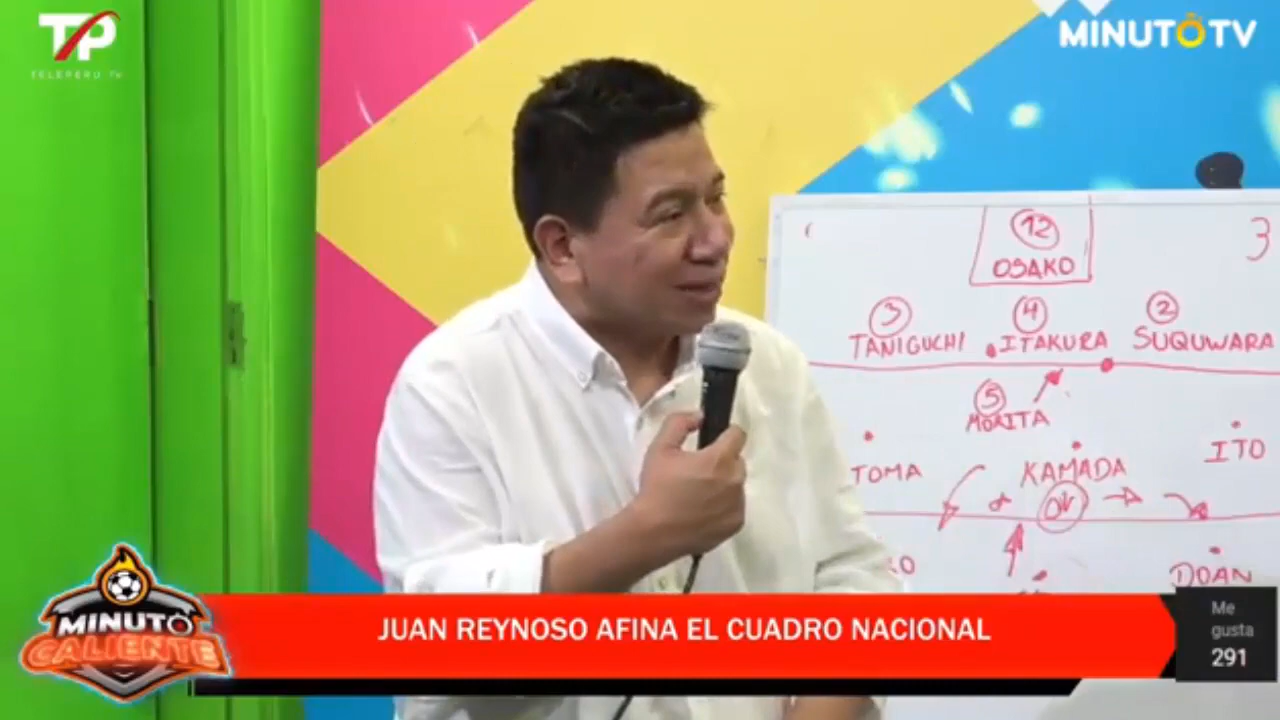 TP
TELEPERU TV
MINUTO TV
12
OSAKO
3
3
4
2
TANIGUCHI
ITAKURA
SUQUWARA
5
MORITA
TOMA
KAMADA
ITO
DOAN
MINUTO
CALIENTE
JUAN REYNOSO AFINA EL CUADRO NACIONAL
Me
gusta
291